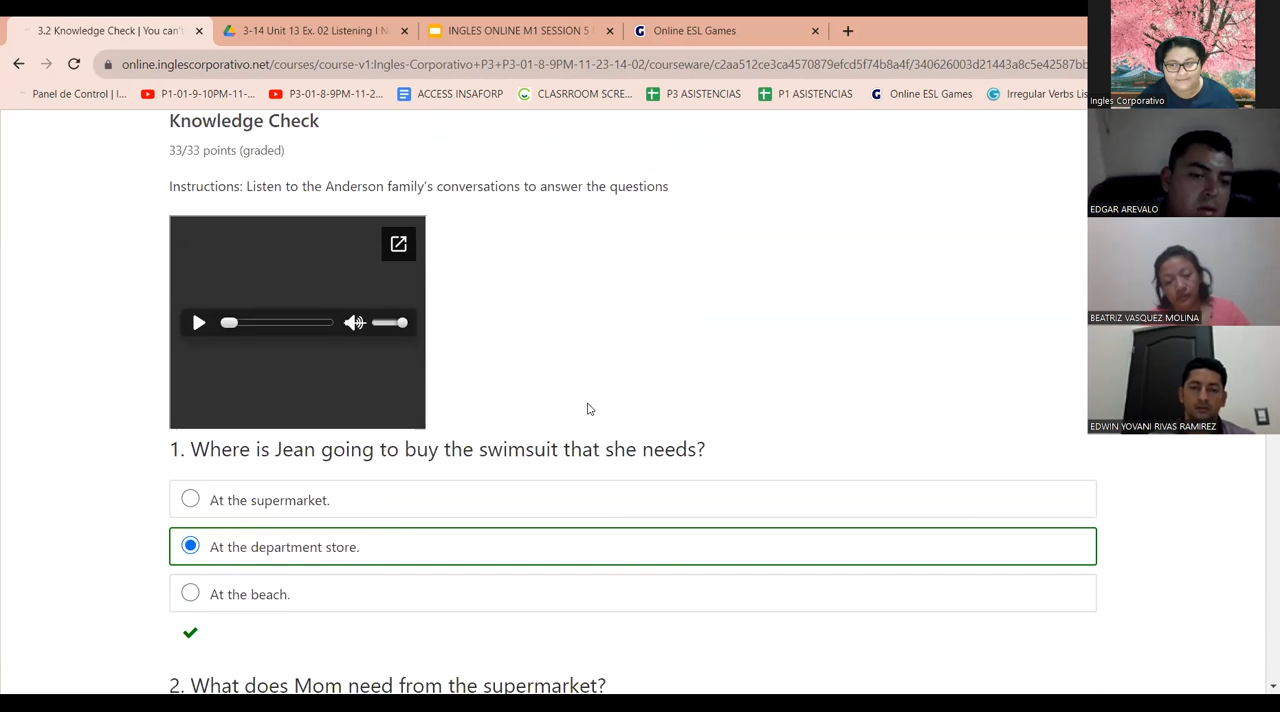 3.2 Knowledge Check | You can'
3-14 Unit 13 Ex. 02 Listening I N
INGLES ONLINE M1 SESSION 5
Online ESL Games
online.inglescorporativo.net/courses/course-v1:Ingles-Corporativo+P3+P3-01-8-9PM-11-23-14-02/courseware/c2aa512ce3ca4570879efcd5f74b8a4f/340626003d21443a8c5e42587bb
Panel de Control | I...
P1-01-9-10PM-11-...
P3-01-8-9PM-11-2...
ACCESS INSAFORP
CLASRROOM SCRE...
P3 ASISTENCIAS
P1 ASISTENCIAS
Online ESL Games
Irregular Verbs Lis
Ingles Corporativo
EDGAR AREVALO
BEATRIZ VASQUEZ MOLINA
EDWIN YOVANI RIVAS RAMIREZ
Knowledge Check
33/33 points (graded)
Instructions: Listen to the Anderson family's conversations to answer the questions
1. Where is Jean going to buy the swimsuit that she needs?
At the supermarket.
At the department store.
At the beach.
2. What does Mom need from the supermarket?